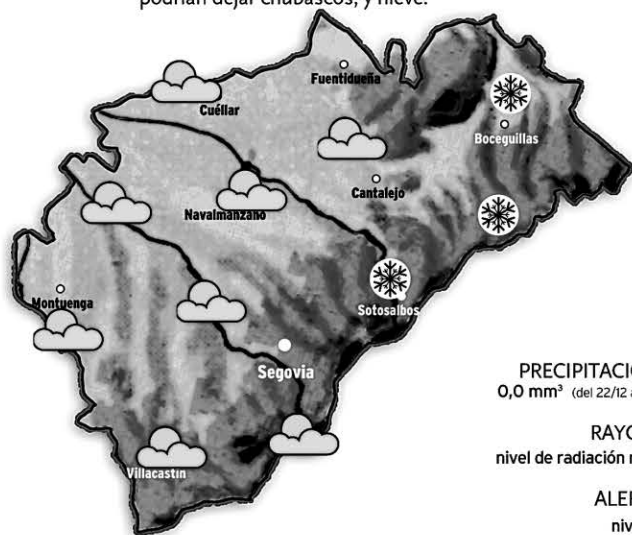 podrían dejar chubascos, y nieve.
Fuentidueña
Cuéllar
Boceguillas
Cantalejo
Navalmanzano
Montuenga
Sotosalbos
Segovia
PRECIPITACIO
0,0 mm³ (del 22/12 a
RAYO
nivel de radiación
Villacastín
ALER
niv